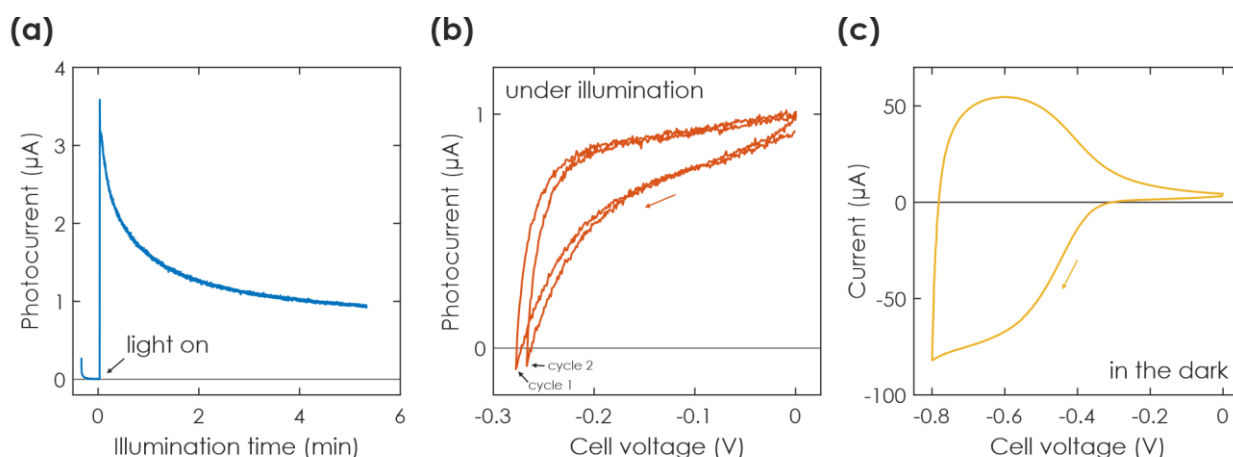 (a)
4
3
2
1
0
Photocurrent (µA)
light on
0
2
4
6
Illumination time (min)
(b)
under illumination
1
0
Photocurrent (µA)
cycle 2
cycle 1
-0.3
-0.2
-0.1
0
Cell voltage (V)
(c)
50
0
-50
-100
Current (µA)
in the dark
-0.8
-0.6
-0.4
-0.2
0
Cell voltage (V)